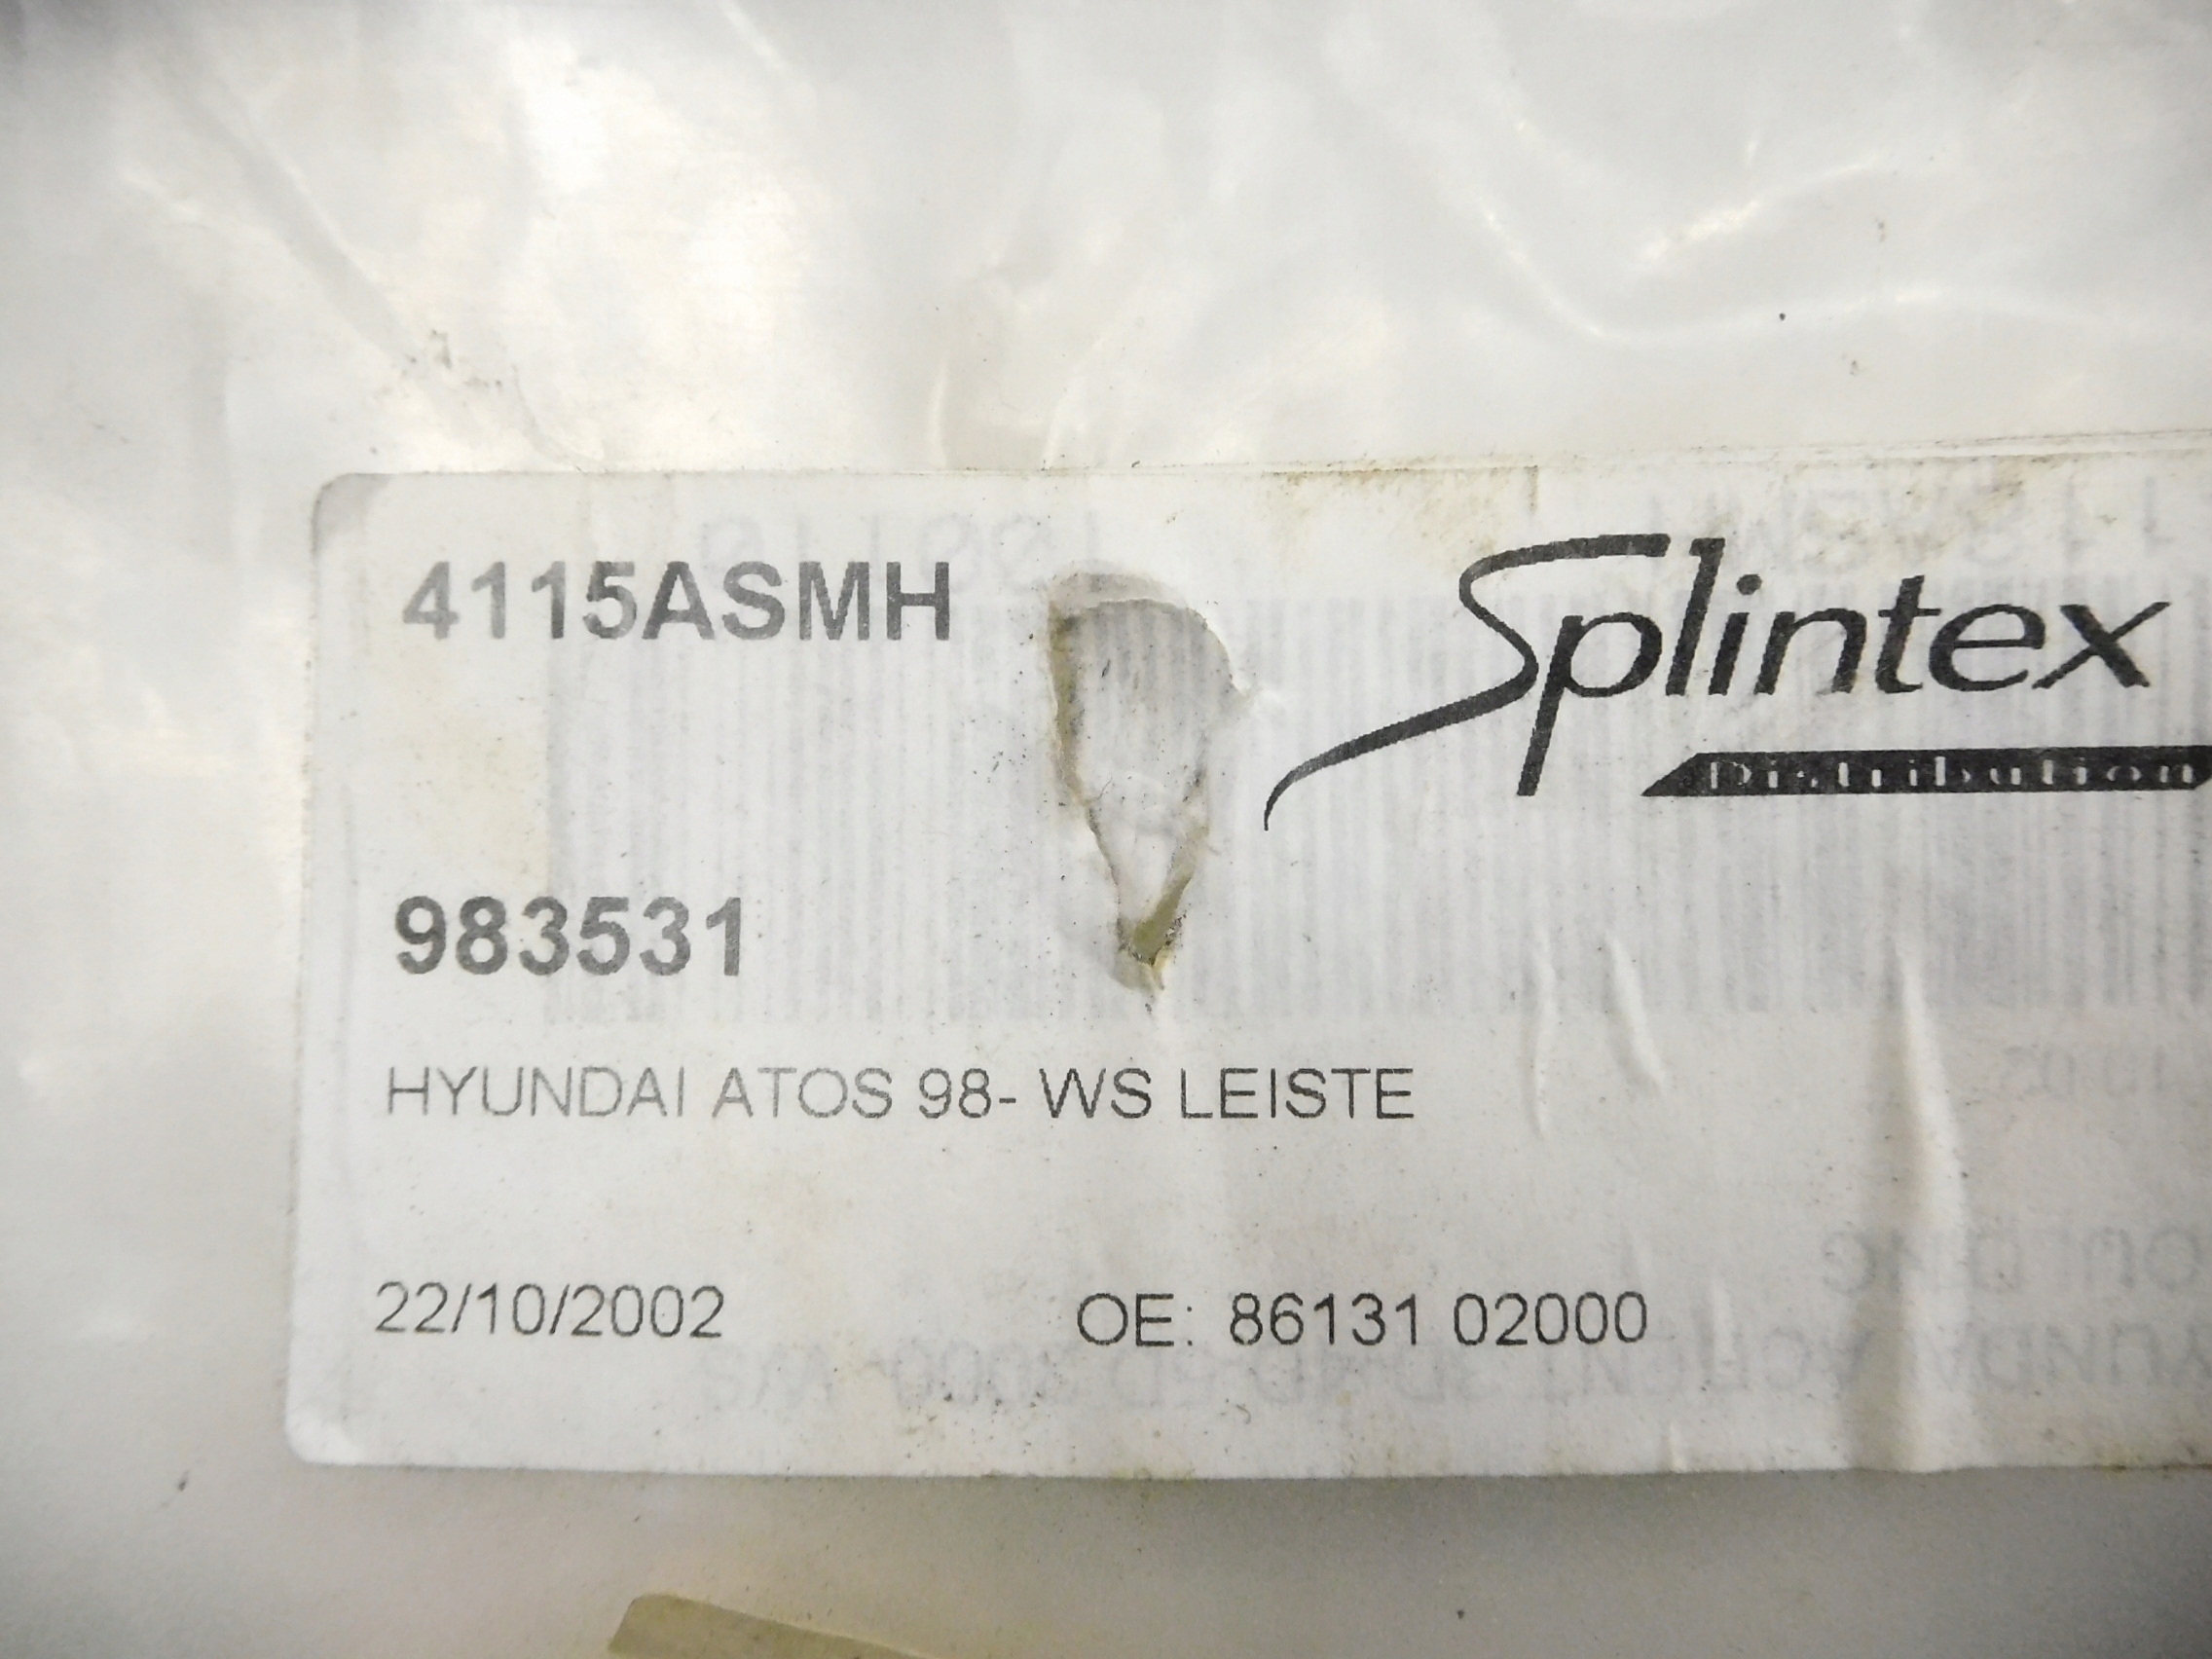 4115ASMH
Splintex
Distribution
983531
HYUNDAI ATOS 98- WS LEISTE
22/10/2002 OE: 86131 02000